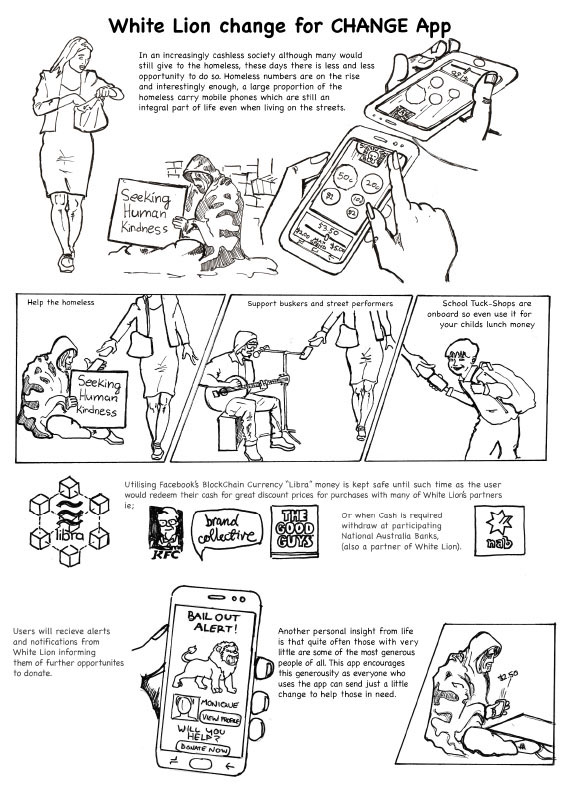 White Lion change for CHANGE App
In an increasingly cashless society although many would
still give to the homeless, these days there is less and less
opportunity to do so. Homeless numbers are on the rise
and interestingly enough, a large proportion of the
homeless carry mobile phones which are still an
integral part of life even when living on the streets.
Seeking
Human
Kindness
50c
20c
$1
10c
$2
$3.50
Help the homeless
Support buskers and street performers
School Tuck-Shops are
onboard so even use it for
your childs lunch money
Seeking
Human
Kindness
Utilising Facebook's BlockChain Currency "Libra" money is kept safe until such time as the user
would redeem their cash for great discount prices for purchases with many of White Lion's partners
ie;
libra
KFC
brand
collective
THE
GOOD
GUYS
Or when Cash is required
withdraw at participating
National Australia Banks,
(also a partner of White Lion).
nab
Users will recieve alerts
and notifications from
White Lion informing
them of further opportunites
to donate.
BAIL OUT
ALERT!
MONIQUE
VIEW PROFILE
WILL YOU
HELP?
DONATE NOW
Another personal insight from life
is that quite often those with very
little are some of the most generous
people of all. This app encourages
this generousity as everyone who
uses the app can send just a little
change to help those in need.
$2.50